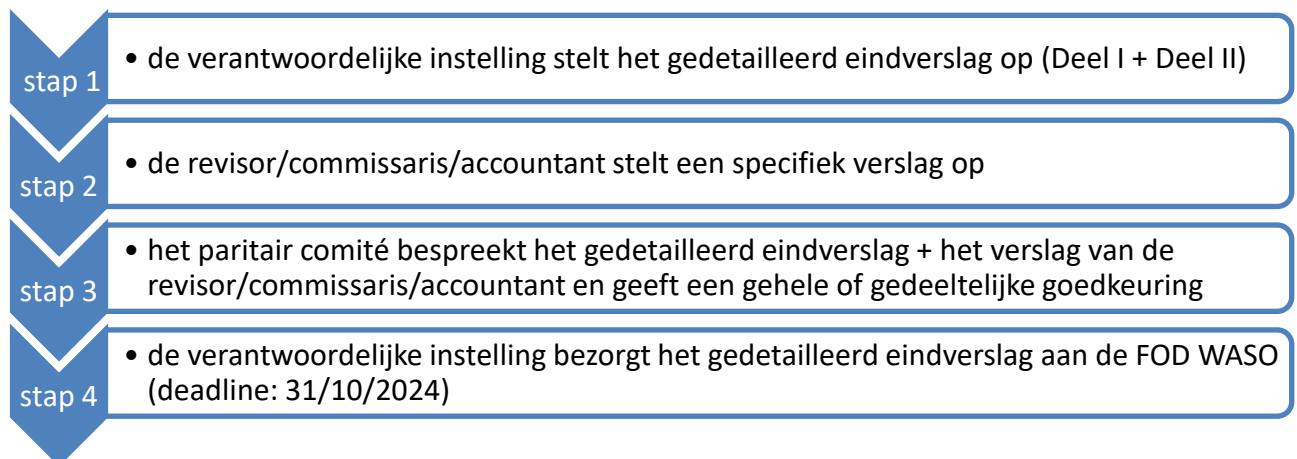 stap 1
• de verantwoordelijke instelling stelt het gedetailleerd eindverslag op (Deel I + Deel II)
stap 2
• de revisor/commissaris/accountant stelt een specifiek verslag op
stap 3
• het paritair comité bespreekt het gedetailleerd eindverslag + het verslag van de
revisor/commissaris/accountant en geeft een gehele of gedeeltelijke goedkeuring
stap 4
• de verantwoordelijke instelling bezorgt het gedetailleerd eindverslag aan de FOD WASO
(deadline: 31/10/2024)